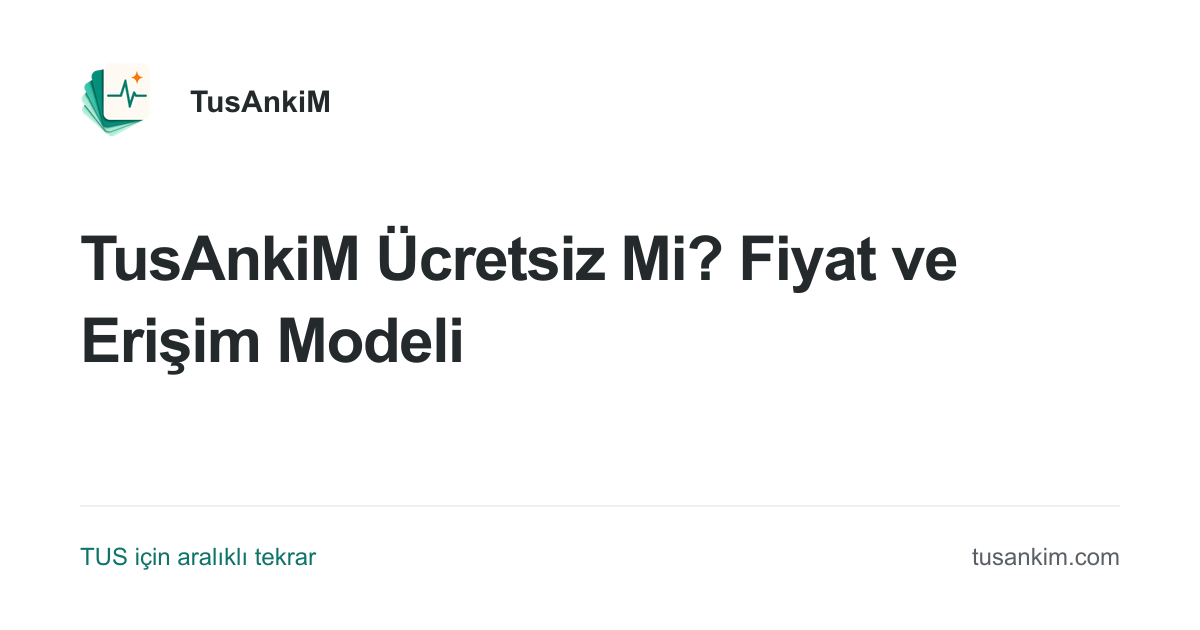 TusAnkiM
TusAnkiM Ücretsiz Mi? Fiyat ve
Erişim Modeli
TUS için aralıklı tekrar
tusankim.com